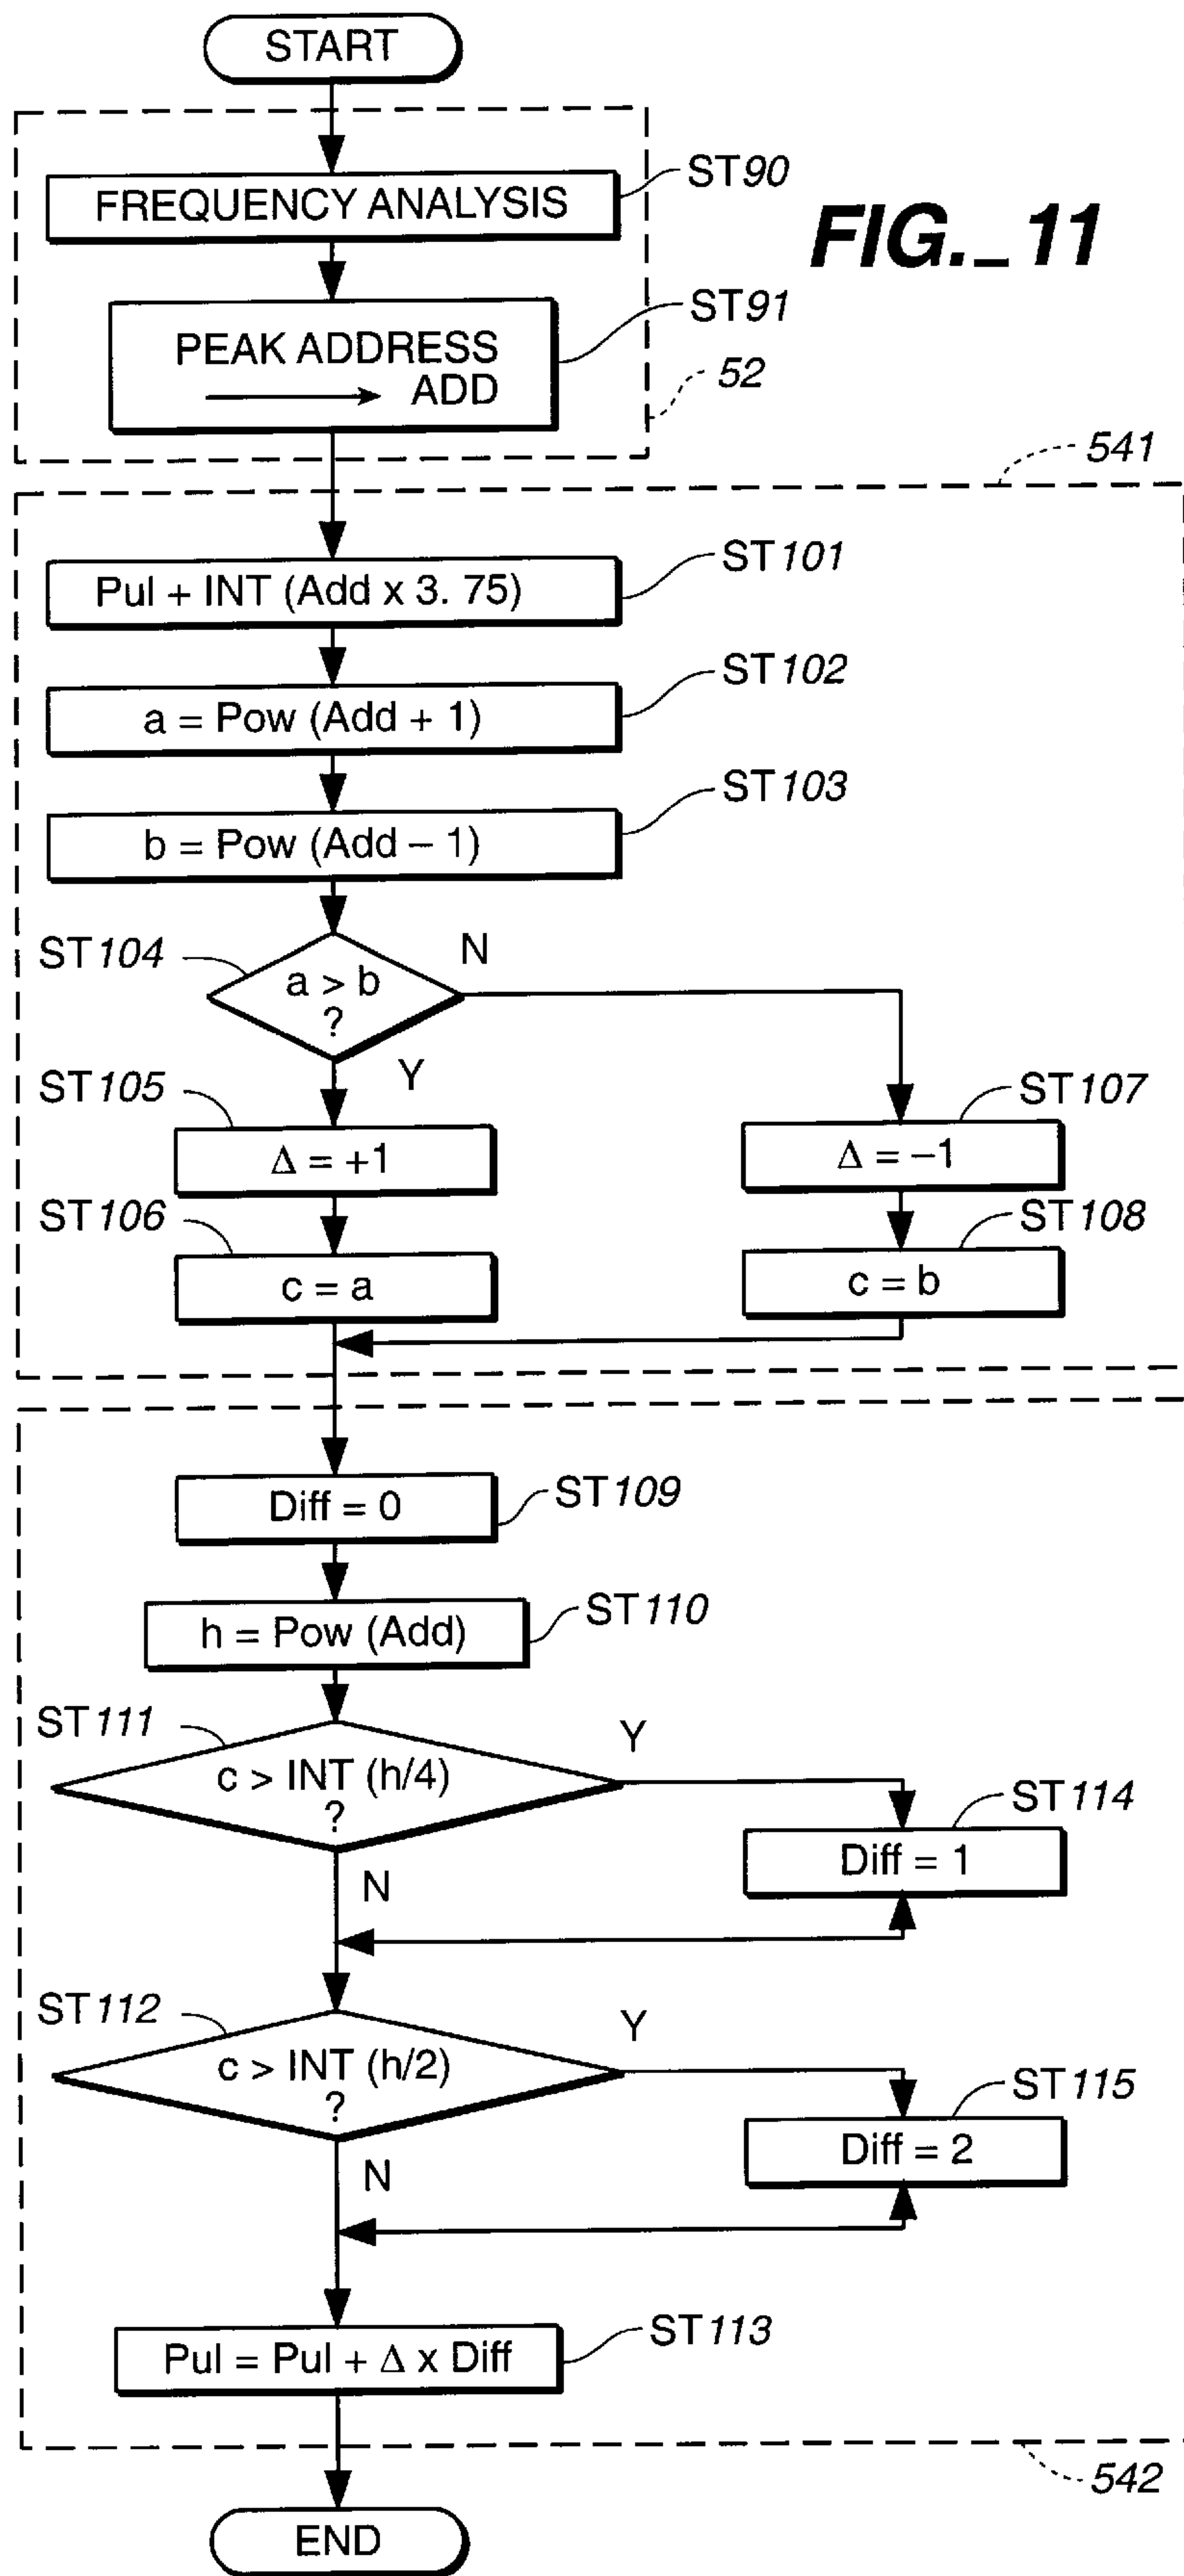 START
FREQUENCY ANALYSIS
ST90
FIG._11
PEAK ADDRESS
→ ADD
ST91
52
541
Pul + INT (Add x 3. 75)
ST101
a = Pow (Add + 1)
ST102
b = Pow (Add – 1)
ST103
ST104
a > b
?
N
Y
ST105
Δ = +1
ST107
Δ = –1
ST106
c = a
ST108
c = b
Diff = 0
ST109
h = Pow (Add)
ST110
ST111
c > INT (h/4)
?
Y
N
ST114
Diff = 1
ST112
c > INT (h/2)
?
Y
N
ST115
Diff = 2
Pul = Pul + Δ x Diff
ST113
542
END